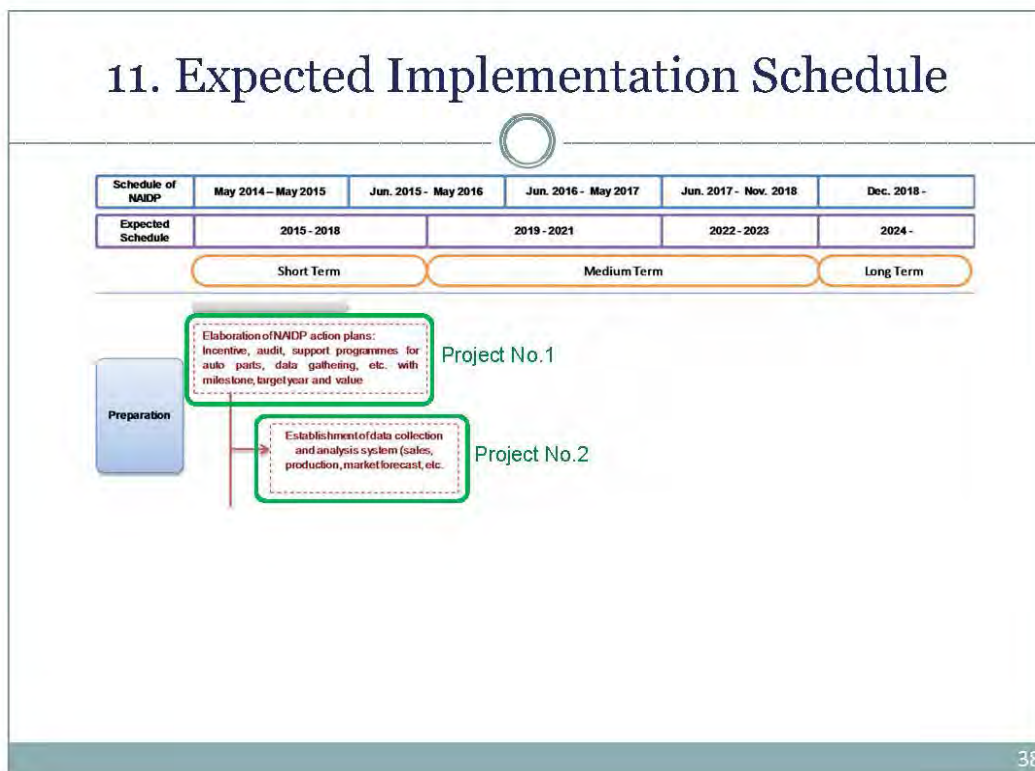 11. Expected Implementation Schedule
Schedule of
NAIDP
May 2014 – May 2015
Jun. 2015 - May 2016
Jun. 2016 - May 2017
Jun. 2017 - Nov. 2018
Dec. 2018 -
Expected
Schedule
2015 - 2018
2019 - 2021
2022 - 2023
2024 -
Short Term
Medium Term
Long Term
Elaboration of NAIDP action plans:
Incentive, audit, support programmes for
auto parts, data gathering, etc. with
milestone, target year and value
Project No.1
Preparation
Establishment of data collection
and analysis system (sales,
production, market forecast, etc.
Project No.2
38